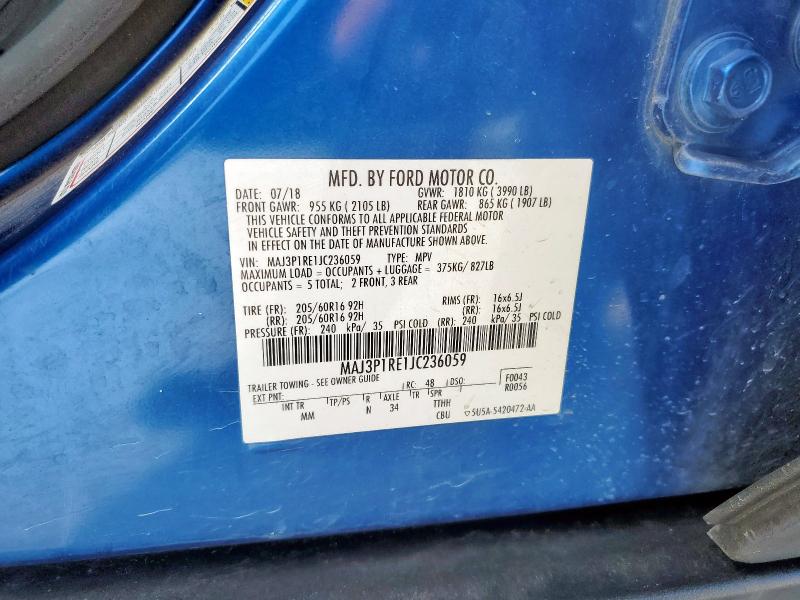 MFD. BY FORD MOTOR CO.
DATE: 07/18 GVWR: 1810 KG ( 3990 LB)
FRONT GAWR: 955 KG ( 2105 LB) REAR GAWR: 865 KG ( 1907 LB)
THIS VEHICLE CONFORMS TO ALL APPLICABLE FEDERAL MOTOR
VEHICLE SAFETY AND THEFT PREVENTION STANDARDS
IN EFFECT ON THE DATE OF MANUFACTURE SHOWN ABOVE.
VIN: MAJ3P1RE1JC236059 TYPE: MPV
MAXIMUM LOAD = OCCUPANTS + LUGGAGE = 375KG/ 827LB
OCCUPANTS = 5 TOTAL; 2 FRONT, 3 REAR
TIRE (FR): 205/60R16 92H RIMS (FR): 16x6.5J
(RR): 205/60R16 92H (RR): 16x6.5J
PRESSURE (FR): 240 kPa/ 35 PSI COLD (RR): 240 kPa/ 35 PSI COLD
MAJ3P1RE1JC236059
TRAILER TOWING - SEE OWNER GUIDE
EXT PNT: RC: 48 DSO: F0043
R0056
INT TR TP/PS R AXLE TR SPR
MM N 34 TTHH
CBU 5U5A-5420472-AA